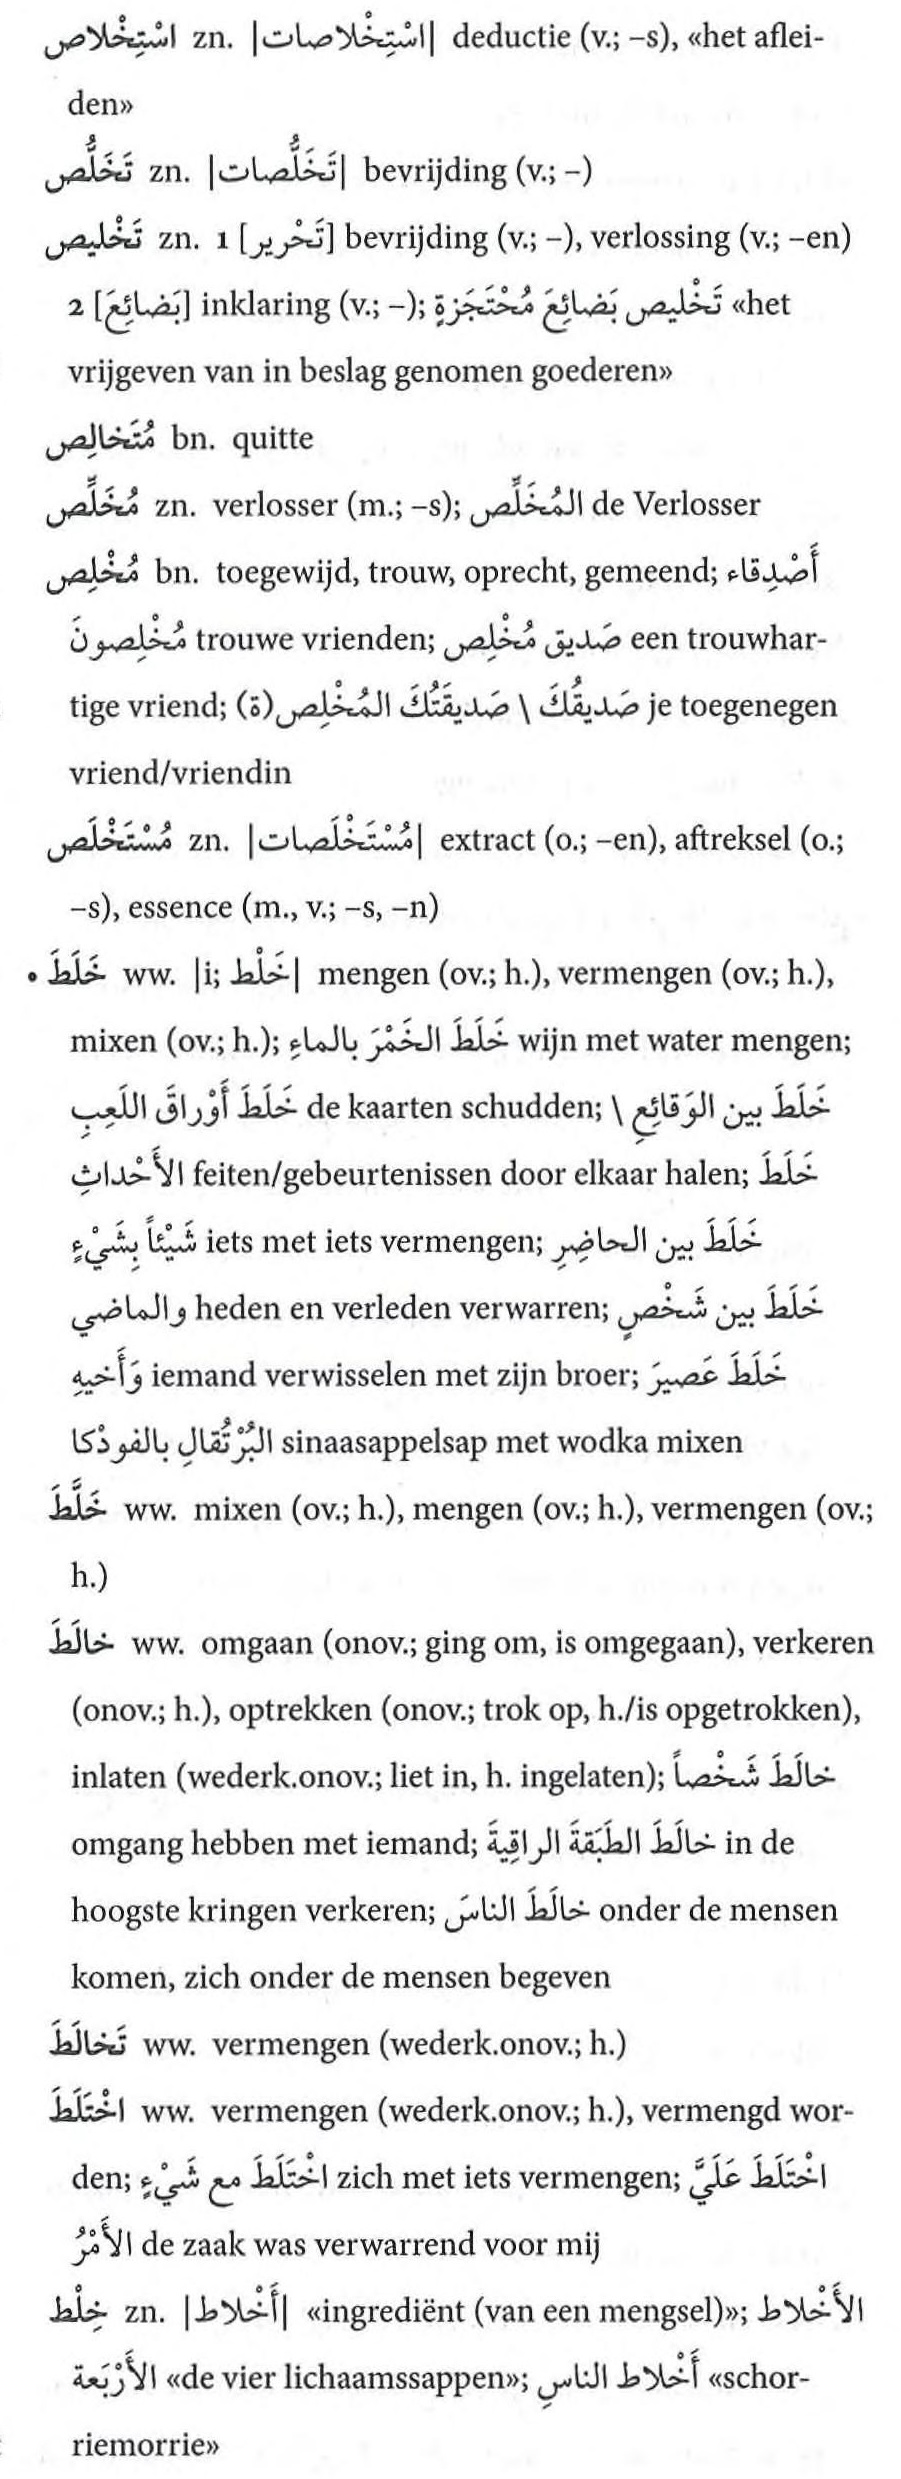 اسْتِخْلاص zn. |اسْتِخْلاصات| deductie (v.; –s), «het aflei-
den»
تَخَلُّص zn. |تَخَلُّصات| bevrijding (v.; –)
تَخْليص zn. 1 [تَحْرير] bevrijding (v.; –), verlossing (v.; –en)
2 [بَضائِعَ] inklaring (v.; –); تَخْليص بَضائِعَ مُحْتَجَزةٍ «het
vrijgeven van in beslag genomen goederen»
مُتَخالِص bn. quitte
مُخَلِّص zn. verlosser (m.; –s); المُخَلِّص de Verlosser
مُخْلِص bn. toegewijd, trouw, oprecht, gemeend; أَصْدِقاء
مُخْلِصونَ trouwe vrienden; صَديق مُخْلِص een trouwhar-
tige vriend; صَديقُكَ \ صَديقَتُكَ المُخْلِص(ة) je toegenegen
vriend/vriendin
مُسْتَخْلَص zn. |مُسْتَخْلَصات| extract (o.; –en), aftreksel (o.;
–s), essence (m., v.; –s, –n)
• خَلَطَ ww. |i; خَلْط| mengen (ov.; h.), vermengen (ov.; h.),
mixen (ov.; h.); خَلَطَ الخَمْرَ بالماءِ wijn met water mengen;
خَلَطَ أَوْراقَ اللَعِبِ de kaarten schudden; خَلَطَ بين الوَقائِعِ \
الأَحْداثِ feiten/gebeurtenissen door elkaar halen; خَلَطَ
شَيْئاً بِشَيْءٍ iets met iets vermengen; خَلَطَ بين الحاضِرِ
والماضي heden en verleden verwarren; خَلَطَ بين شَخْصٍ
وَأَخيهِ iemand verwisselen met zijn broer; خَلَطَ عَصيرَ
البُرْتُقالِ بالفودْكا sinaasappelsap met wodka mixen
خَلَّطَ ww. mixen (ov.; h.), mengen (ov.; h.), vermengen (ov.;
h.)
خالَطَ ww. omgaan (onov.; ging om, is omgegaan), verkeren
(onov.; h.), optrekken (onov.; trok op, h./is opgetrokken),
inlaten (wederk.onov.; liet in, h. ingelaten); خالَطَ شَخْصاً
omgang hebben met iemand; خالَطَ الطَبَقةَ الراقِيةَ in de
hoogste kringen verkeren; خالَطَ الناسَ onder de mensen
komen, zich onder de mensen begeven
تَخالَطَ ww. vermengen (wederk.onov.; h.)
اخْتَلَطَ ww. vermengen (wederk.onov.; h.), vermengd wor-
den; اخْتَلَطَ مع شَيْءٍ zich met iets vermengen; اخْتَلَطَ عَلَيَّ
الأَمْرُ de zaak was verwarrend voor mij
خِلْط zn. |أَخْلاط| «ingrediënt (van een mengsel)»; الأَخْلاط
الأَرْبَعة «de vier lichaamssappen»; أَخْلاط الناسِ «schor-
riemorrie»